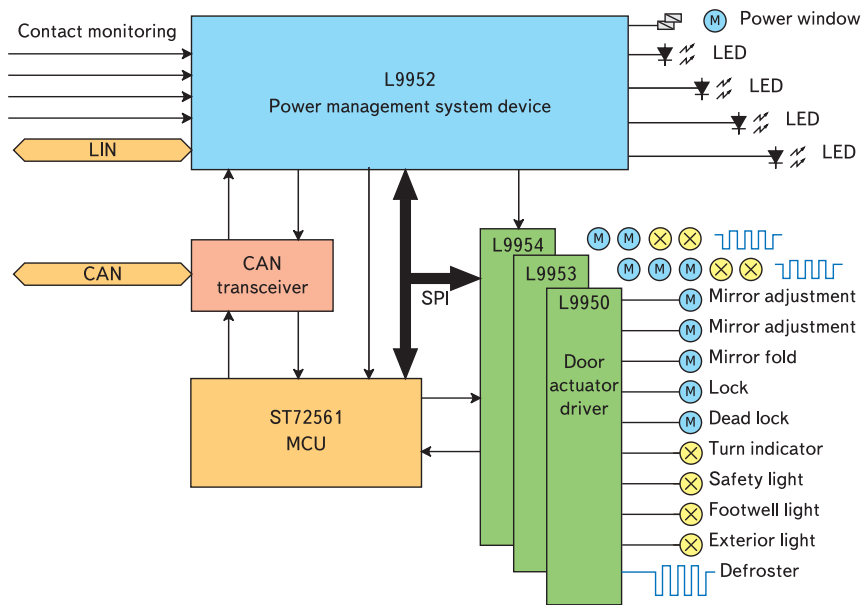 Contact monitoring
L9952
Power management system device
M
Power window
LED
LED
LED
LED
LIN
CAN
CAN
transceiver
SPI
ST72561
MCU
L9954
M M
L9953
M M M
L9950
Door
actuator
driver
M Mirror adjustment
M Mirror adjustment
M Mirror fold
M Lock
M Dead lock
Turn indicator
Safety light
Footwell light
Exterior light
Defroster